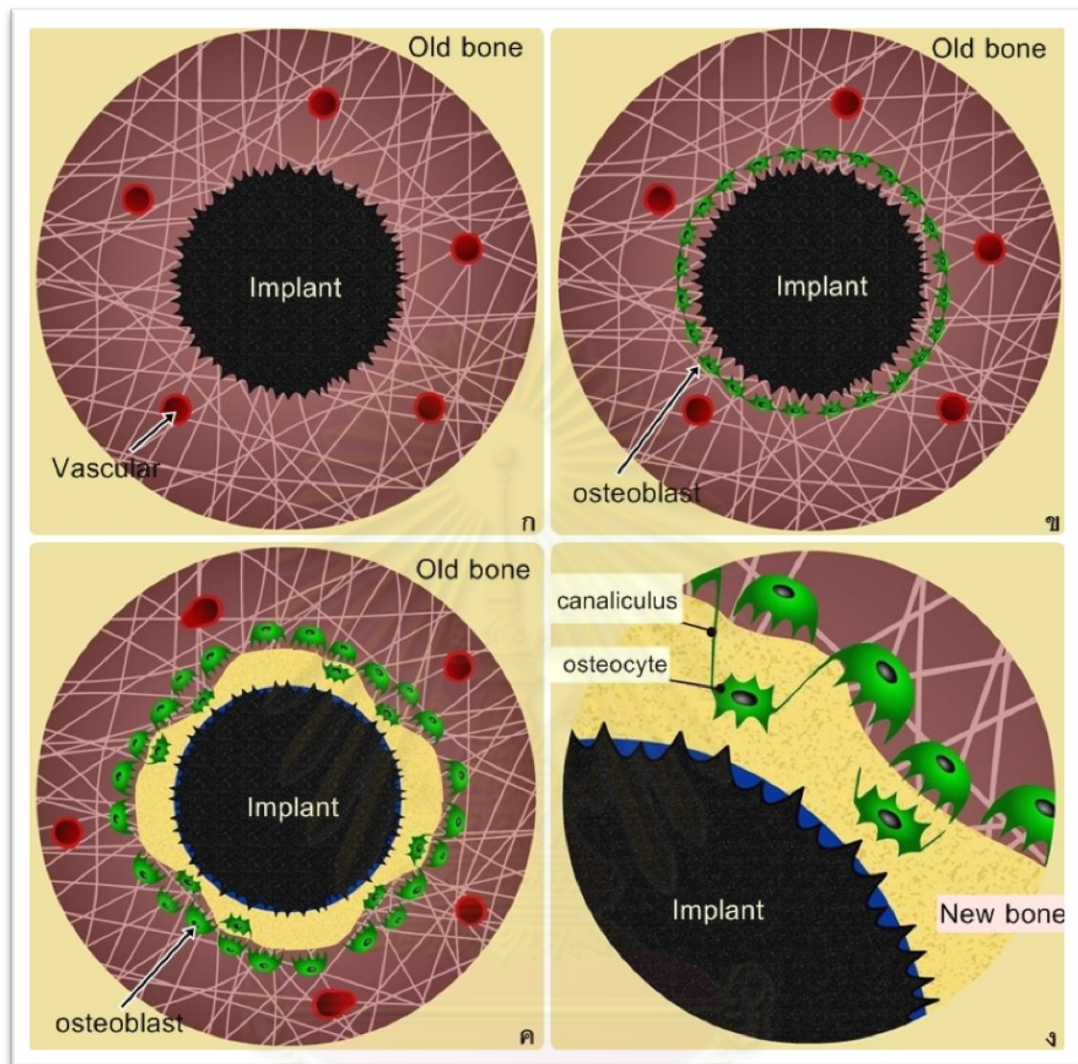 Old bone
Implant
Vascular
ก
Old bone
Implant
osteoblast
ข
Old bone
Implant
osteoblast
ค
canaliculus
osteocyte
Implant
New bone
ง